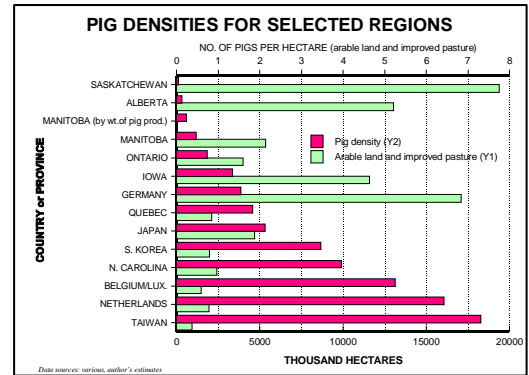 PIG DENSITIES FOR SELECTED REGIONS
NO. OF PIGS PER HECTARE (arable land and improved pasture)
0 1 2 3 4 5 6 7 8
COUNTRY or PROVINCE
SASKATCHEWAN
ALBERTA
MANITOBA (by wt.of pig prod.)
MANITOBA
ONTARIO
IOWA
GERMANY
QUEBEC
JAPAN
S. KOREA
N. CAROLINA
BELGIUM/LUX.
NETHERLANDS
TAIWAN
Pig density (Y2)
Arable land and improved pasture (Y1)
0 5000 10000 15000 20000
THOUSAND HECTARES
Data sources: various, author's estimates